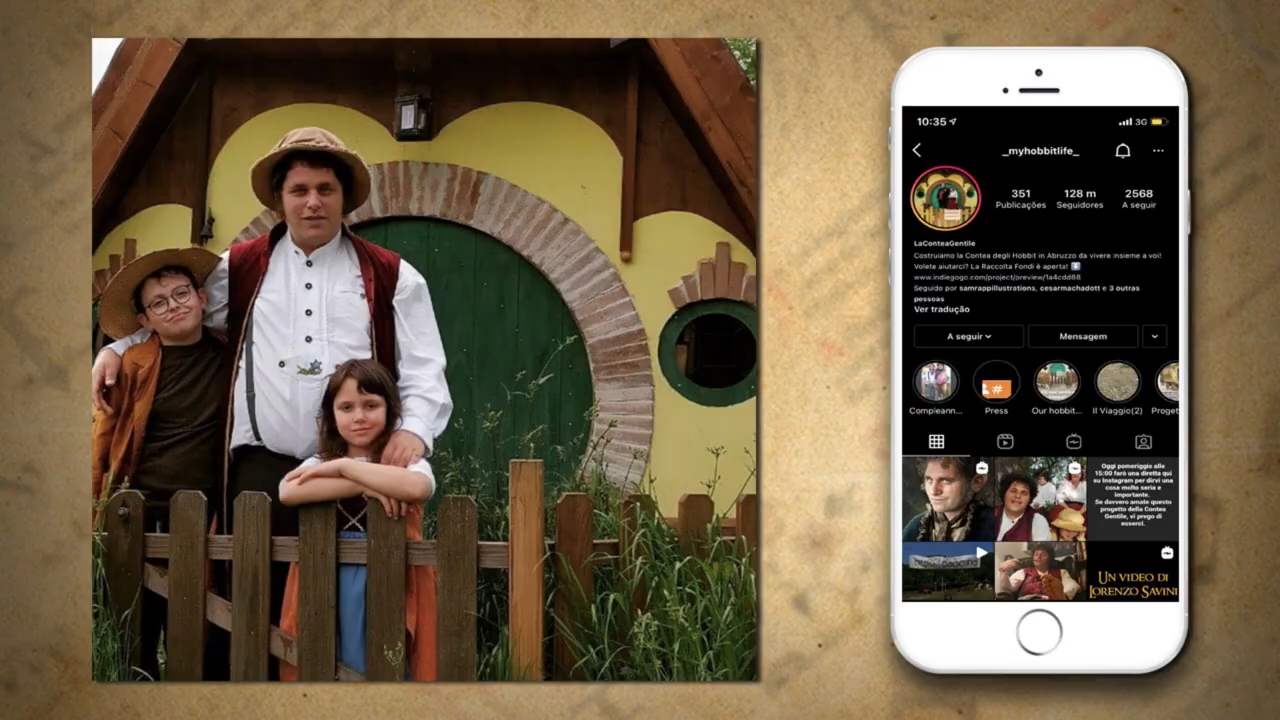 10:35
3G
_myhobbitlife_
351
128 m
2568
Publicações
Seguidores
A seguir
LaConteaGentile
Costruiamo la Contea degli Hobbit in Abruzzo da vivere insieme a voi!
Volete aiutarci? La Raccolta Fondi è aperta!
www.indiegogo.com/project/preview/1a4cdd88
Seguido por samrappillustrations, cesarmachadott e 3 outras
pessoas
Ver tradução
A seguir
Mensagem
Compleann...
Press
Our hobbit...
Il Viaggio(2)
Proget
#
Oggi pomeriggio alle
15:00 farò una diretta qui
su Instagram per dirvi una
cosa molto seria e
importante.
Se davvero amate questo
progetto della Contea
Gentile, vi prego di
esserci.
UN VIDEO DI
LORENZO SAVINI